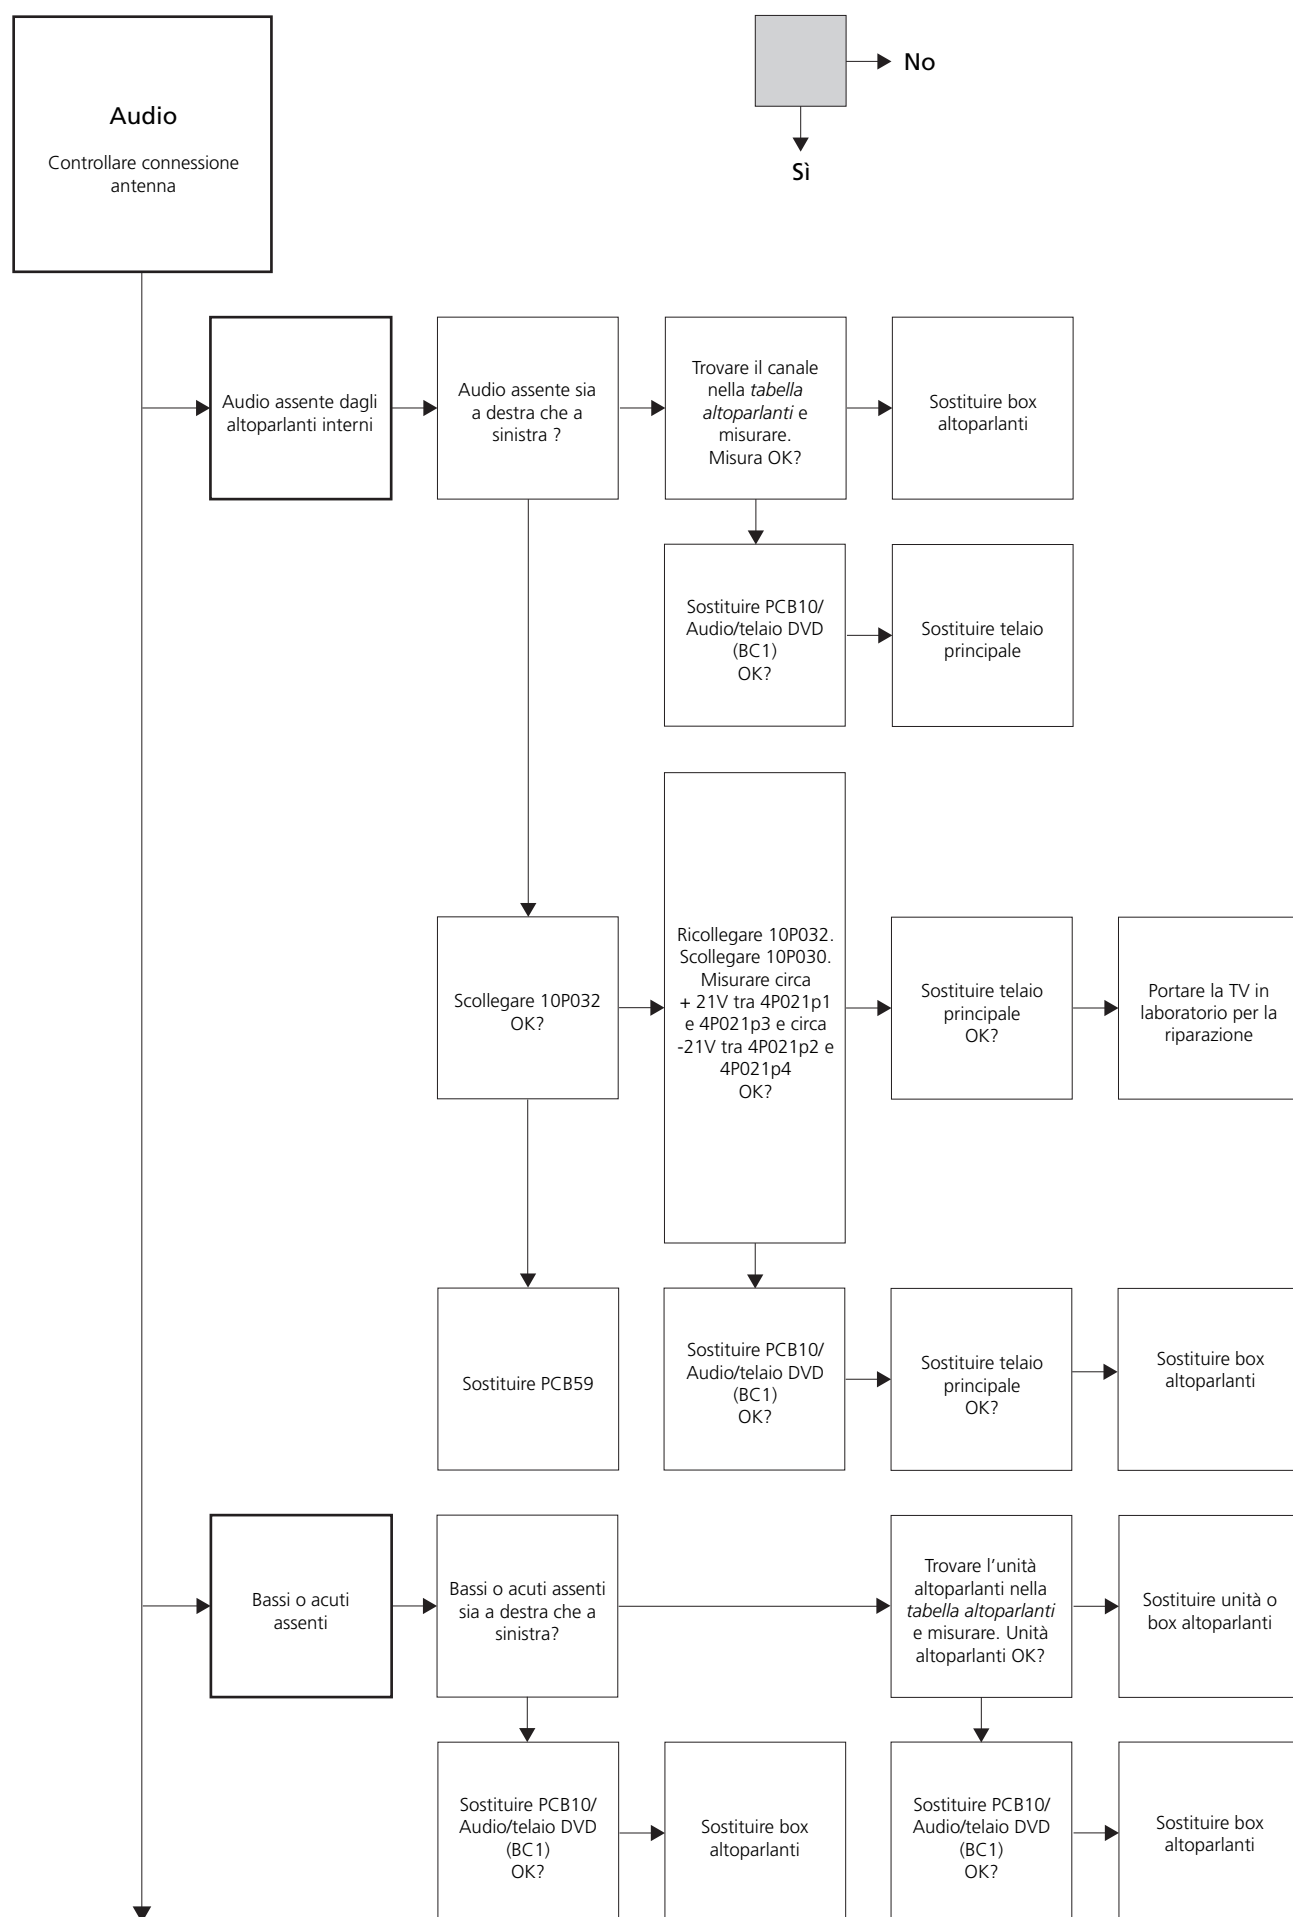 Audio
Controllare connessione
antenna
No
Sì
Audio assente dagli
altoparlanti interni
Audio assente sia
a destra che a
sinistra ?
Trovare il canale
nella tabella
altoparlanti e
misurare.
Misura OK?
Sostituire box
altoparlanti
Sostituire PCB10/
Audio/telaio DVD
(BC1)
OK?
Sostituire telaio
principale
Scollegare 10P032
OK?
Ricollegare 10P032.
Scollegare 10P030.
Misurare circa
+ 21V tra 4P021p1
e 4P021p3 e circa
-21V tra 4P021p2 e
4P021p4
OK?
Sostituire telaio
principale
OK?
Portare la TV in
laboratorio per la
riparazione
Sostituire PCB59
Sostituire PCB10/
Audio/telaio DVD
(BC1)
OK?
Sostituire telaio
principale
OK?
Sostituire box
altoparlanti
Bassi o acuti
assenti
Bassi o acuti assenti
sia a destra che a
sinistra?
Trovare l'unità
altoparlanti nella
tabella altoparlanti
e misurare. Unità
altoparlanti OK?
Sostituire unità o
box altoparlanti
Sostituire PCB10/
Audio/telaio DVD
(BC1)
OK?
Sostituire box
altoparlanti
Sostituire PCB10/
Audio/telaio DVD
(BC1)
OK?
Sostituire box
altoparlanti